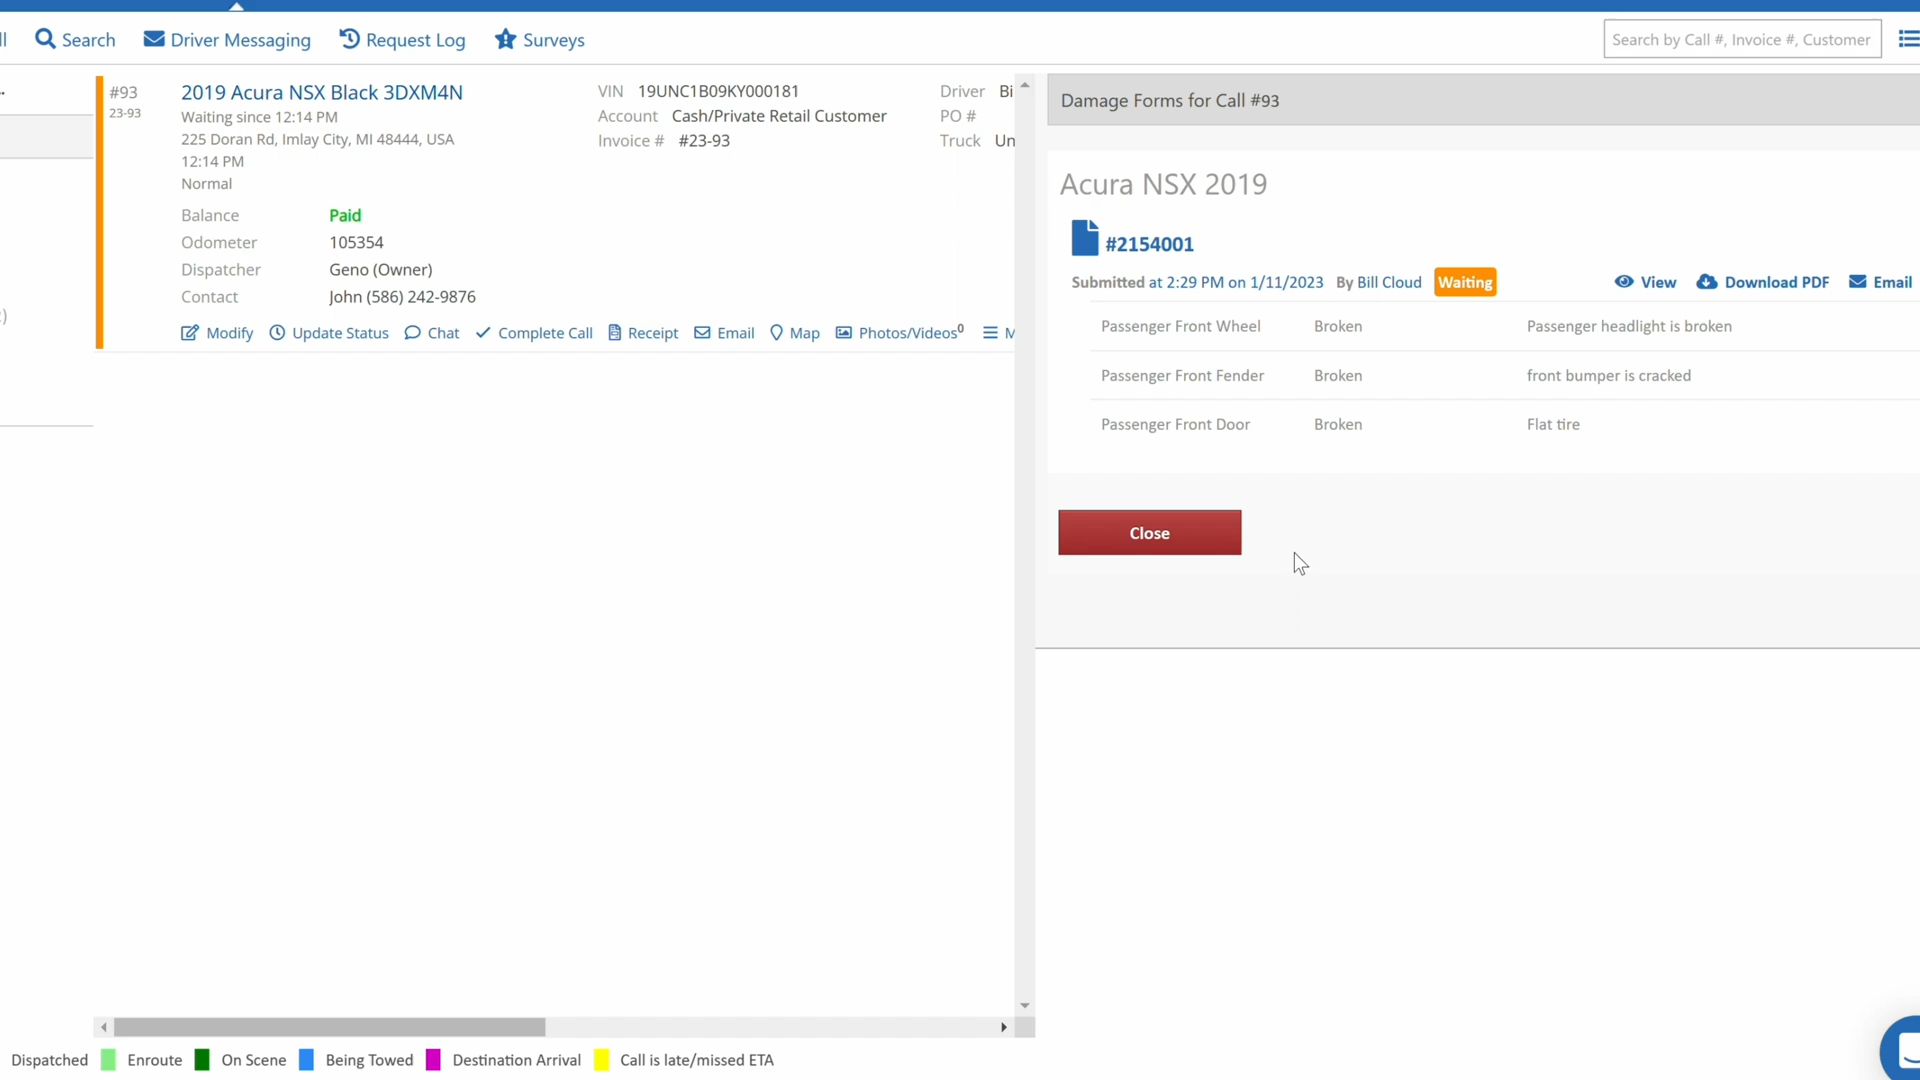 Search
Driver Messaging
Request Log
Surveys
Search by Call #, Invoice #, Customer
#93
23-93
2019 Acura NSX Black 3DXM4N
Waiting since 12:14 PM
225 Doran Rd, Imlay City, MI 48444, USA
12:14 PM
Normal
VIN 19UNC1B09KY000181
Account Cash/Private Retail Customer
Invoice # #23-93
Driver Bi
PO #
Truck Un
Balance Paid
Odometer 105354
Dispatcher Geno (Owner)
Contact John (586) 242-9876
Modify Update Status Chat Complete Call Receipt Email Map Photos/Videos0 M
Damage Forms for Call #93
Acura NSX 2019
#2154001
Submitted at 2:29 PM on 1/11/2023 By Bill Cloud Waiting View Download PDF Email
Passenger Front Wheel Broken Passenger headlight is broken
Passenger Front Fender Broken front bumper is cracked
Passenger Front Door Broken Flat tire
Close
Dispatched Enroute On Scene Being Towed Destination Arrival Call is late/missed ETA